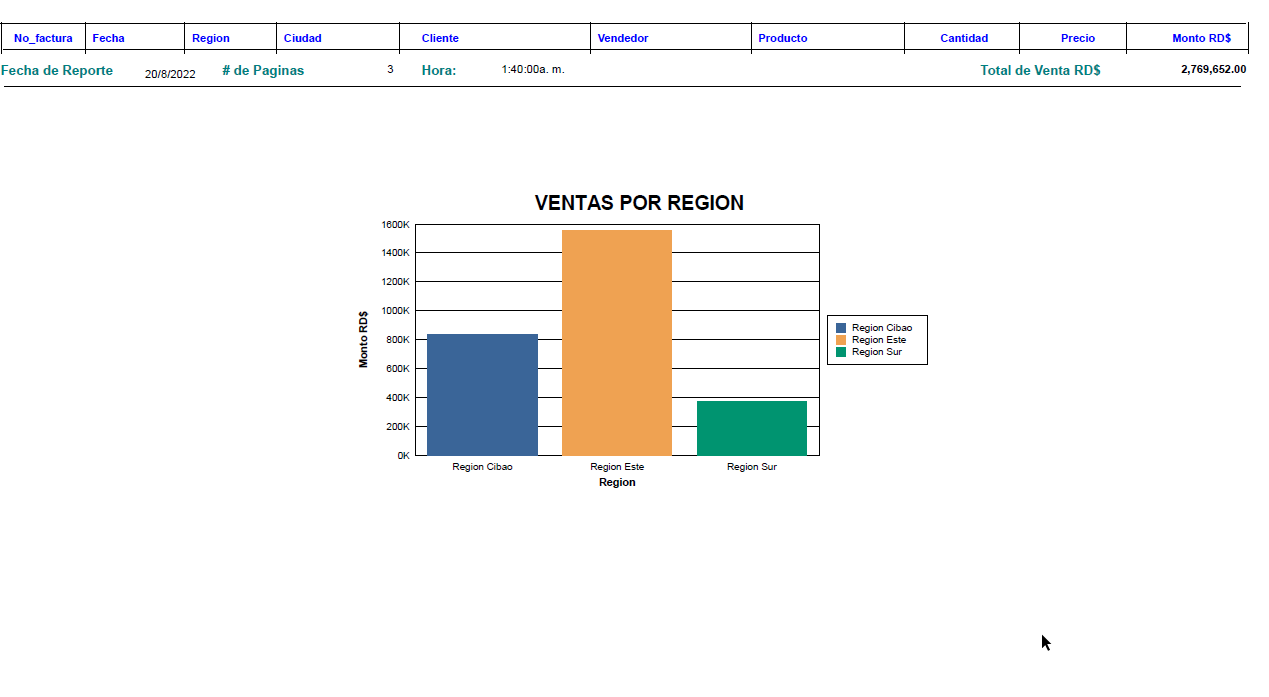 No_factura Fecha Region Ciudad Cliente Vendedor Producto Cantidad Precio Monto RD$
Fecha de Reporte 20/8/2022 # de Paginas 3 Hora: 1:40:00a. m. Total de Venta RD$ 2,769,652.00
VENTAS POR REGION
1600K
1400K
1200K
1000K
800K
600K
400K
200K
0K
Monto RD$
Region Cibao Region Este Region Sur
Region
Region Cibao
Region Este
Region Sur